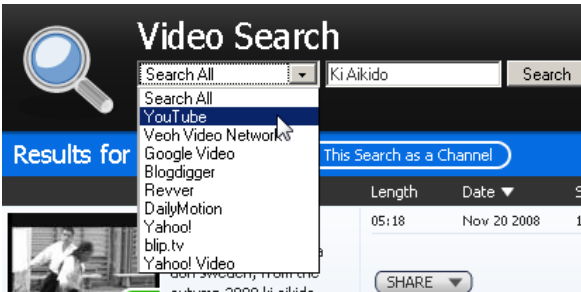 Video Search
Search All
Ki Aikido
Search
Search All
YouTube
Veoh Video Network
Google Video
Blogdigger
Revver
DailyMotion
Yahoo!
blip.tv
Yahoo! Video
Results for
This Search as a Channel
Length
Date ▼
05:18
Nov 20 2008
SHARE ▼